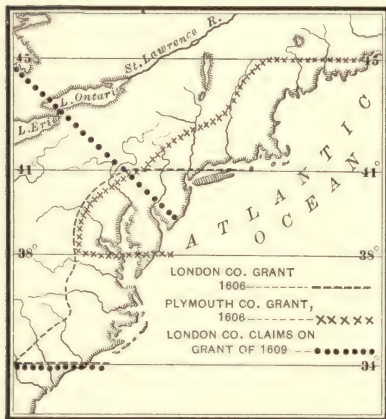 St. Lawrence R.
45
45
L. Ontario
L. Erie
41
41
ATLANTIC
OCEAN
38°
38°
LONDON CO. GRANT
1606
PLYMOUTH CO. GRANT,
1606
LONDON CO. CLAIMS ON
GRANT OF 1609
34